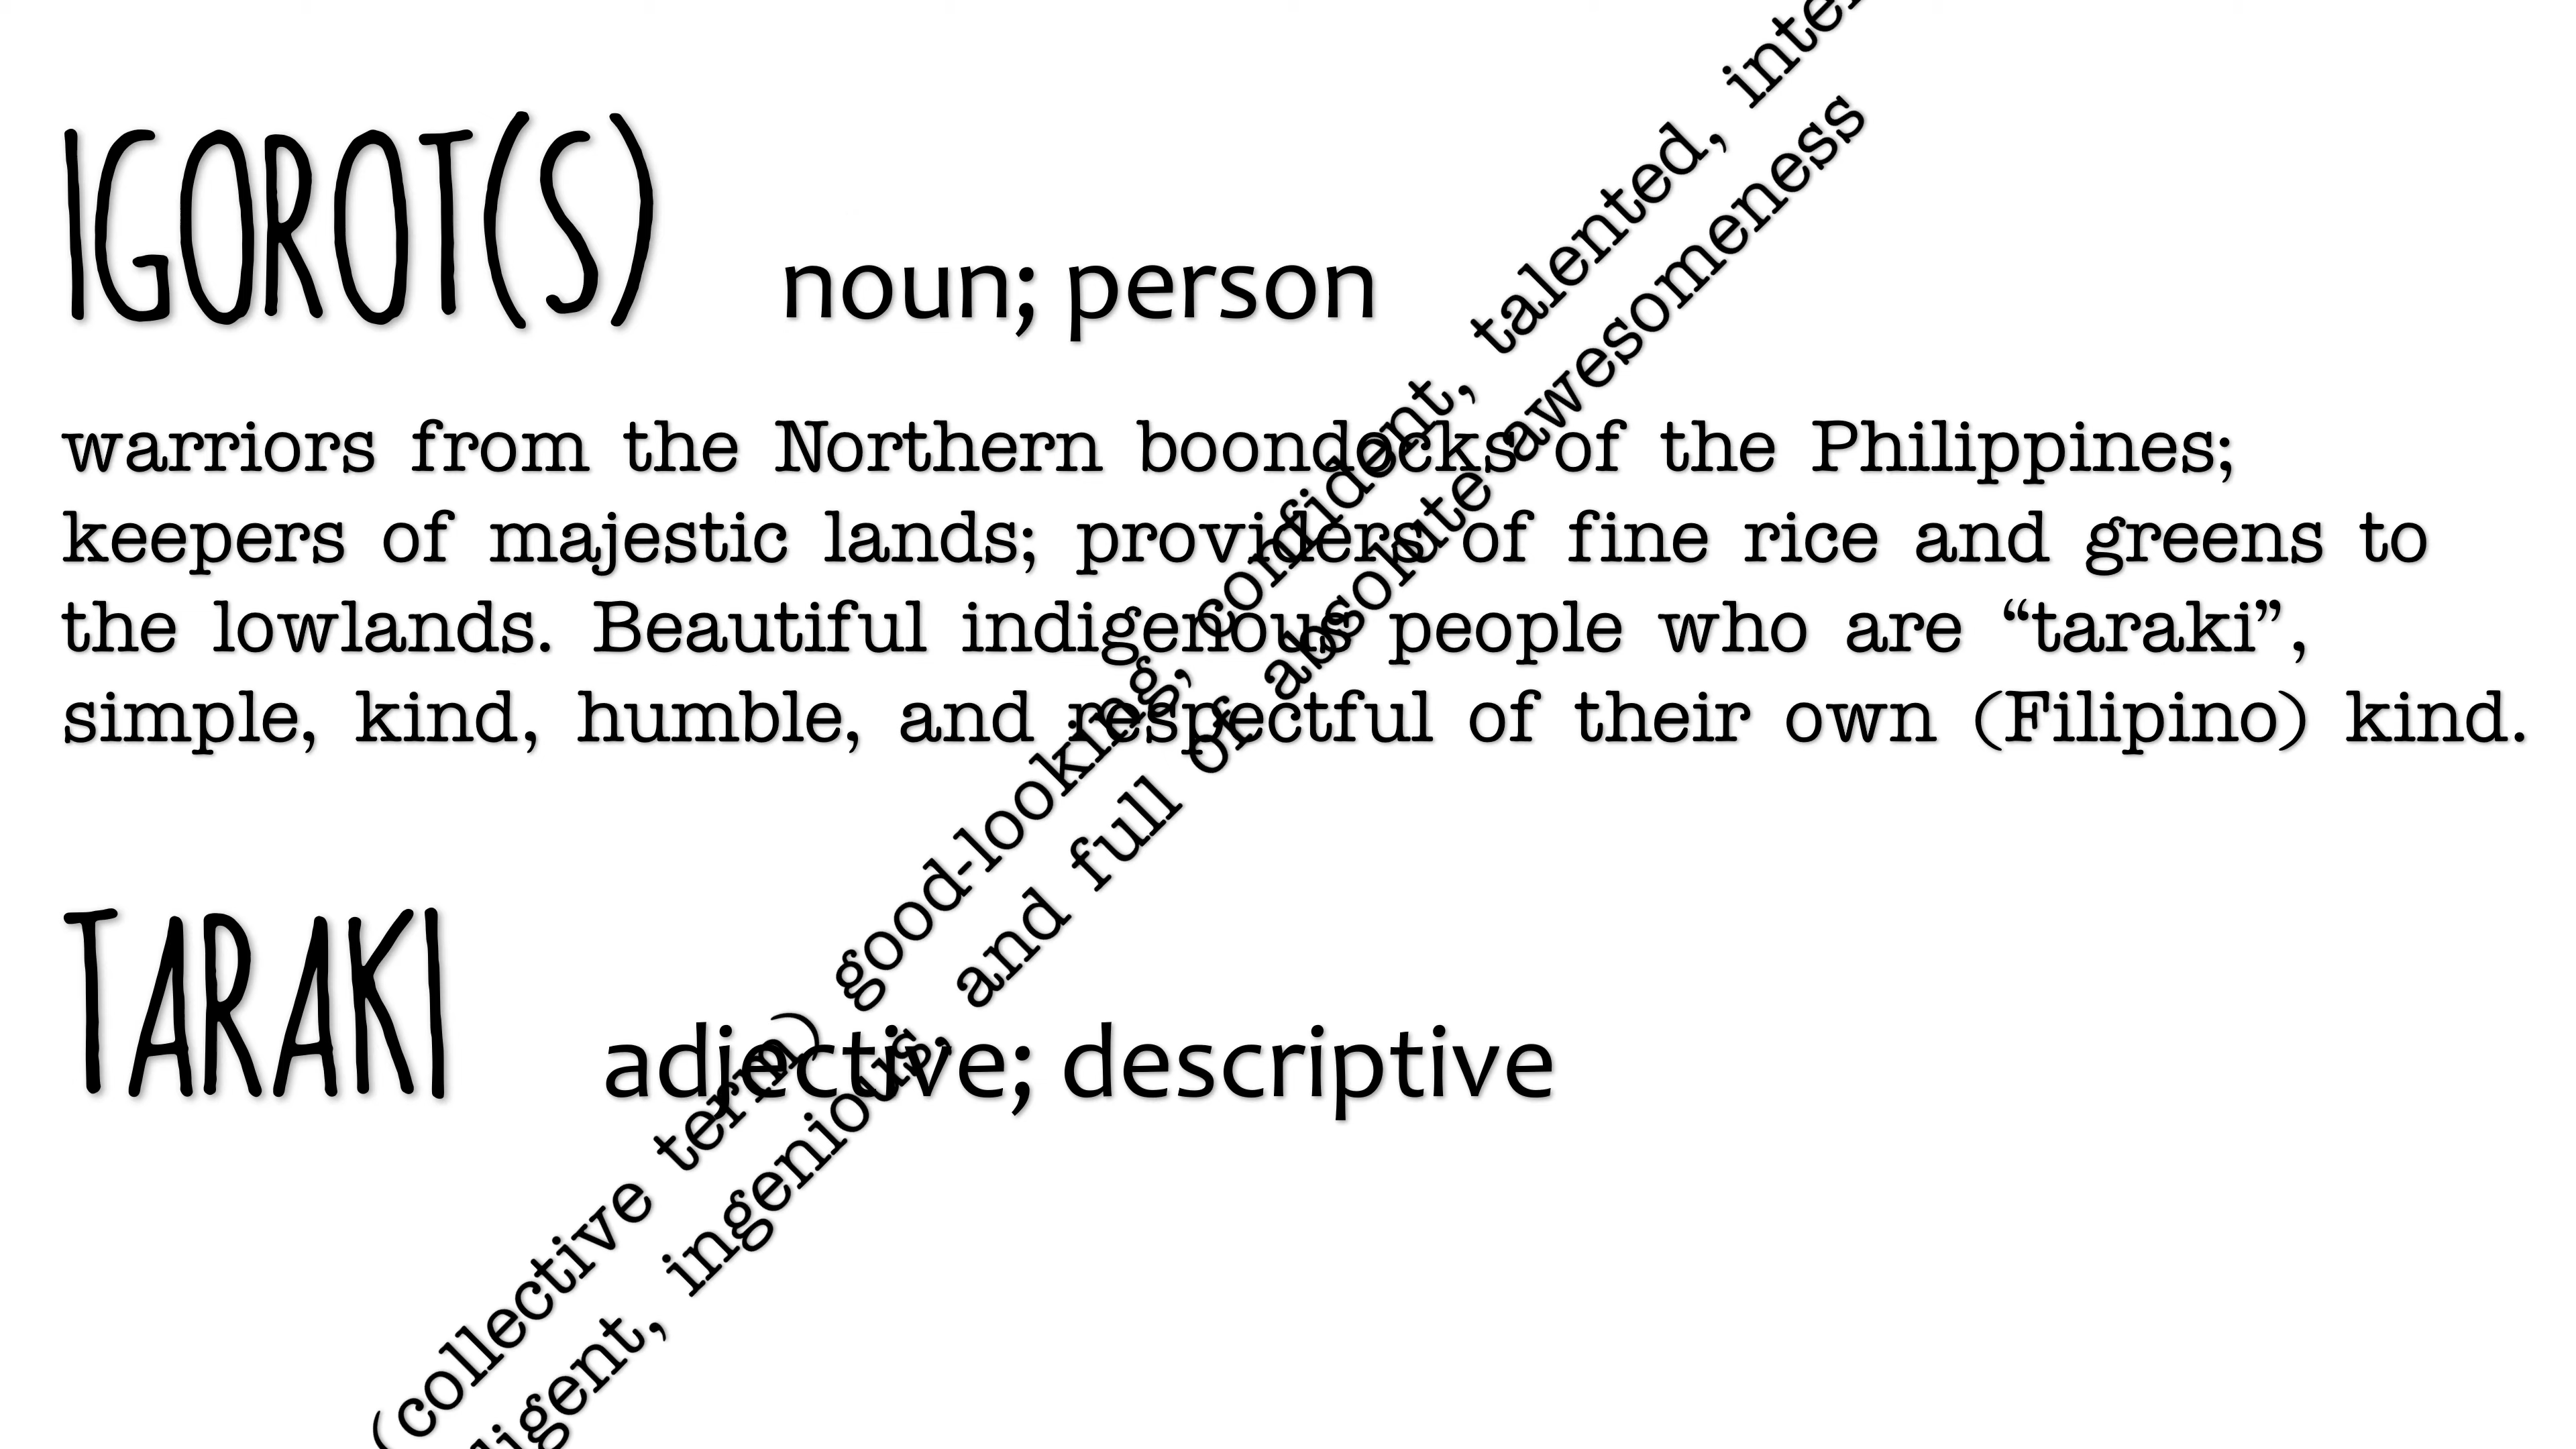 IGOROT(S) noun; person
warriors from the Northern boondocks of the Philippines;
keepers of majestic lands; providers of fine rice and greens to
the lowlands. Beautiful indigenous people who are “taraki”,
simple, kind, humble, and respectful of their own (Filipino) kind.
TARAKI adjective; descriptive
(collective term) good-looking, confident, talented, inte
ligent, ingenious, and full of absolute awesomeness